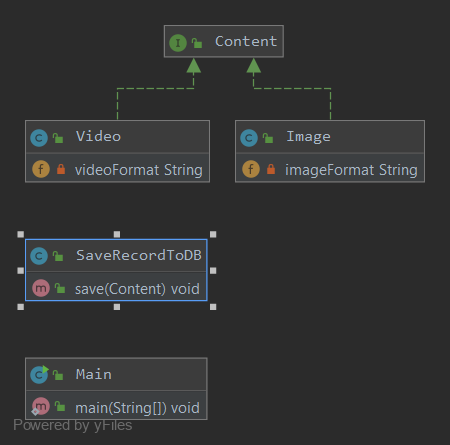 I Content
C Video
f videoFormat String
C Image
f imageFormat String
C SaveRecordToDB
m save(Content) void
C Main
m main(String[]) void
Powered by yFiles